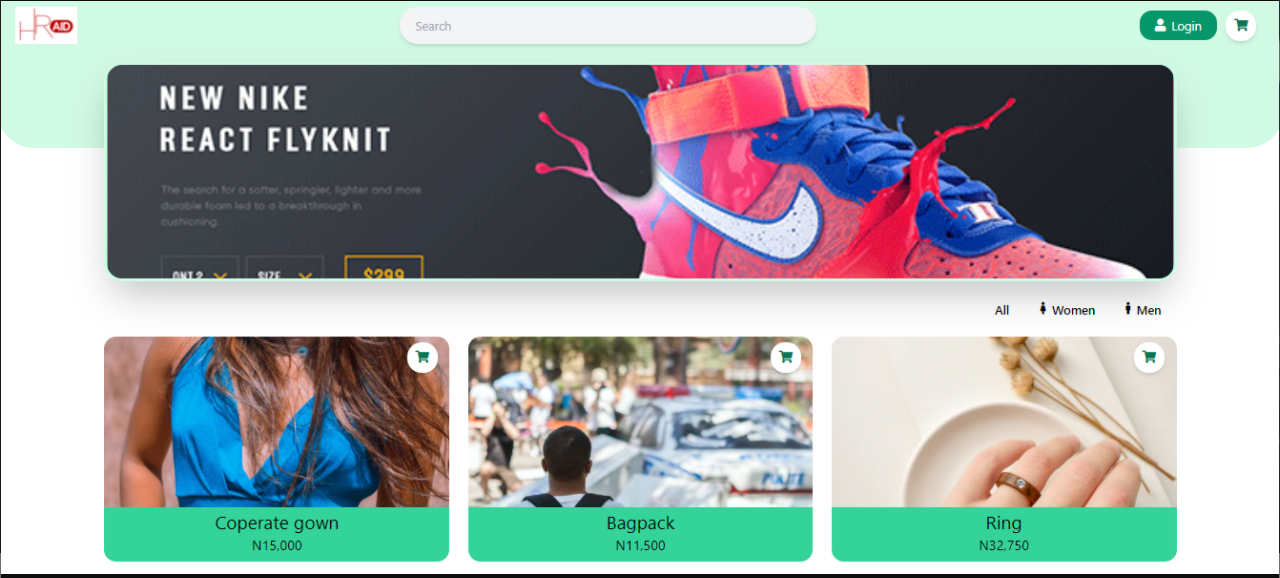 HR AID
Search
Login
NEW NIKE
REACT FLYKNIT
The search for a softer, springier, lighter and more
durable foam led to a breakthrough in
cushioning.
QNT 2
SIZE
$299
All
Women
Men
Coperate gown
N15,000
Bagpack
N11,500
Ring
N32,750